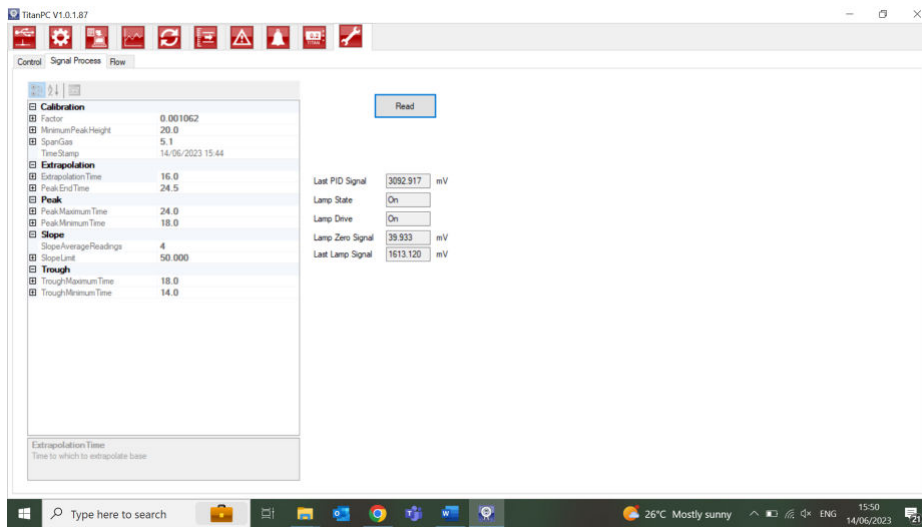 TitanPC V1.0.1.87
TITAN
Control Signal Process Flow
Calibration
Factor 0.001062
MinimumPeakHeight 20.0
SpanGas 5.1
TimeStamp 14/06/2023 15:44
Extrapolation
ExtrapolationTime 16.0
PeakEndTime 24.5
Peak
PeakMaximumTime 24.0
PeakMinimumTime 18.0
Slope
SlopeAverageReadings 4
SlopeLimit 50.000
Trough
TroughMaximumTime 18.0
TroughMinimumTime 14.0
ExtrapolationTime
Time to which to extrapolate base
Read
Last PID Signal 3092.917 mV
Lamp State On
Lamp Drive On
Lamp Zero Signal 39.933 mV
Last Lamp Signal 1613.120 mV
Type here to search
26°C Mostly sunny
ENG
15:50
14/06/2023
21